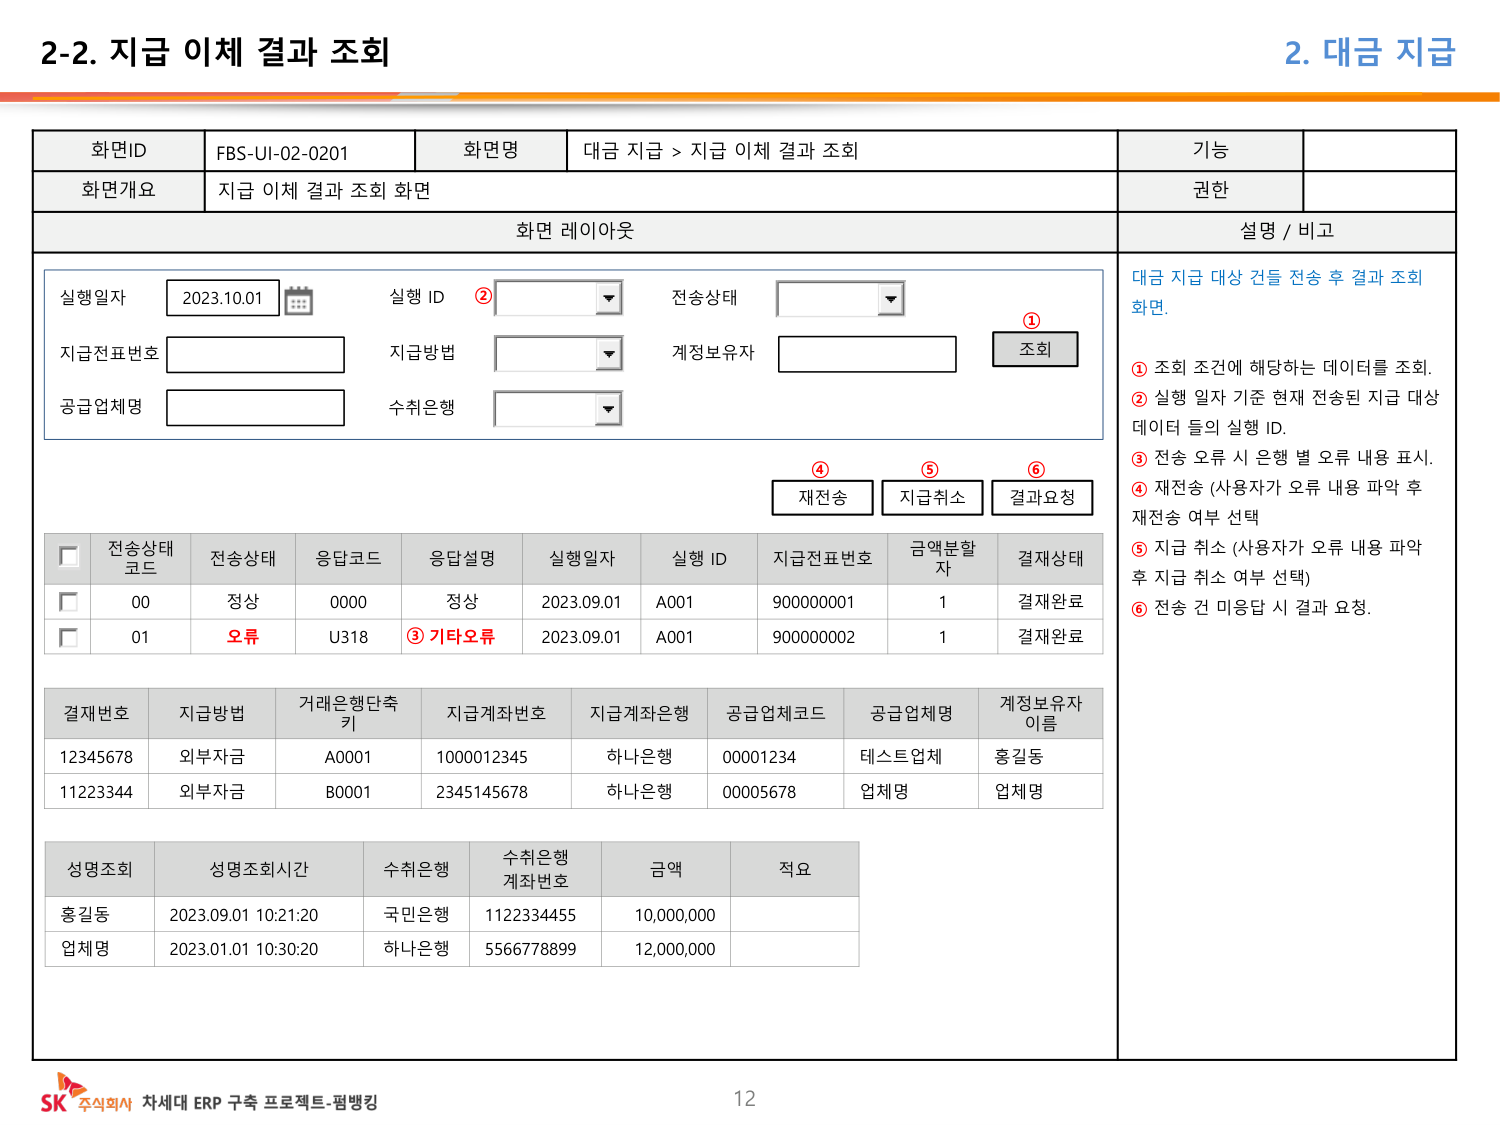 2-2. 지급 이체 결과 조회
2. 대금 지급
화면ID FBS-UI-02-0201 화면명 대금 지급 > 지급 이체 결과 조회 기능
화면개요 지급 이체 결과 조회 화면 권한
화면 레이아웃 설명 / 비고
실행일자 2023.10.01 실행 ID ② 전송상태
①
지급전표번호 지급방법 계정보유자 조회
공급업체명 수취은행
④ ⑤ ⑥
재전송 지급취소 결과요청
전송상태
코드 전송상태 응답코드 응답설명 실행일자 실행 ID 지급전표번호 금액분할
자 결재상태
00 정상 0000 정상 2023.09.01 A001 900000001 1 결재완료
01 오류 U318 ③ 기타오류 2023.09.01 A001 900000002 1 결재완료
결재번호 지급방법 거래은행단축
키 지급계좌번호 지급계좌은행 공급업체코드 공급업체명 계정보유자
이름
12345678 외부자금 A0001 1000012345 하나은행 00001234 테스트업체 홍길동
11223344 외부자금 B0001 2345145678 하나은행 00005678 업체명 업체명
성명조회 성명조회시간 수취은행 수취은행
계좌번호 금액 적요
홍길동 2023.09.01 10:21:20 국민은행 1122334455 10,000,000
업체명 2023.01.01 10:30:20 하나은행 5566778899 12,000,000
대금 지급 대상 건들 전송 후 결과 조회
화면.
① 조회 조건에 해당하는 데이터를 조회.
② 실행 일자 기준 현재 전송된 지급 대상
데이터 들의 실행 ID.
③ 전송 오류 시 은행 별 오류 내용 표시.
④ 재전송 (사용자가 오류 내용 파악 후
재전송 여부 선택
⑤ 지급 취소 (사용자가 오류 내용 파악
후 지급 취소 여부 선택)
⑥ 전송 건 미응답 시 결과 요청.
SK 주식회사 차세대 ERP 구축 프로젝트-펌뱅킹
12